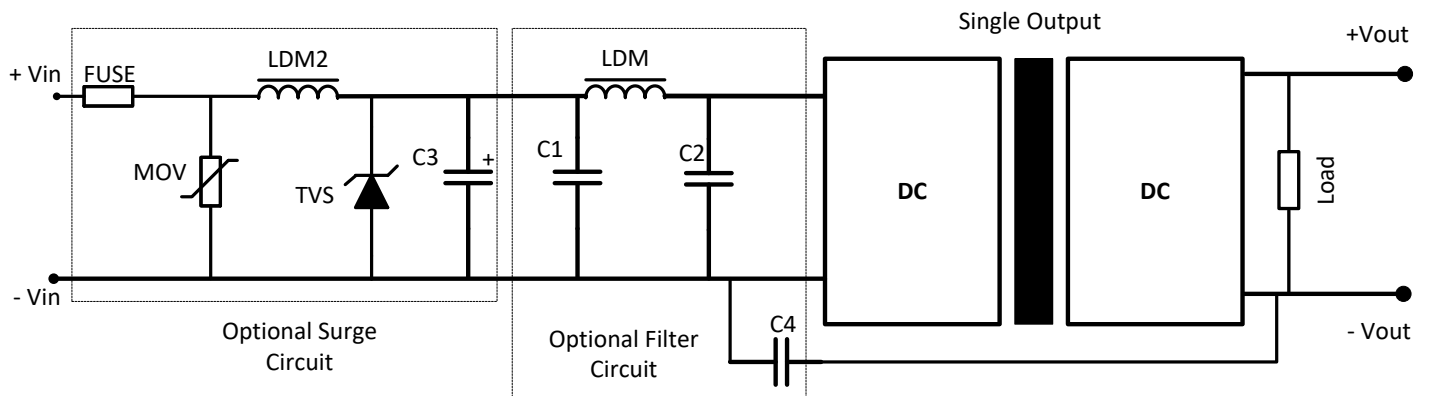 Single Output
+Vout
+ Vin
FUSE
LDM2
LDM
MOV
TVS
C3
+
C1
C2
DC
DC
Load
- Vin
- Vout
Optional Surge
Circuit
Optional Filter
Circuit
C4